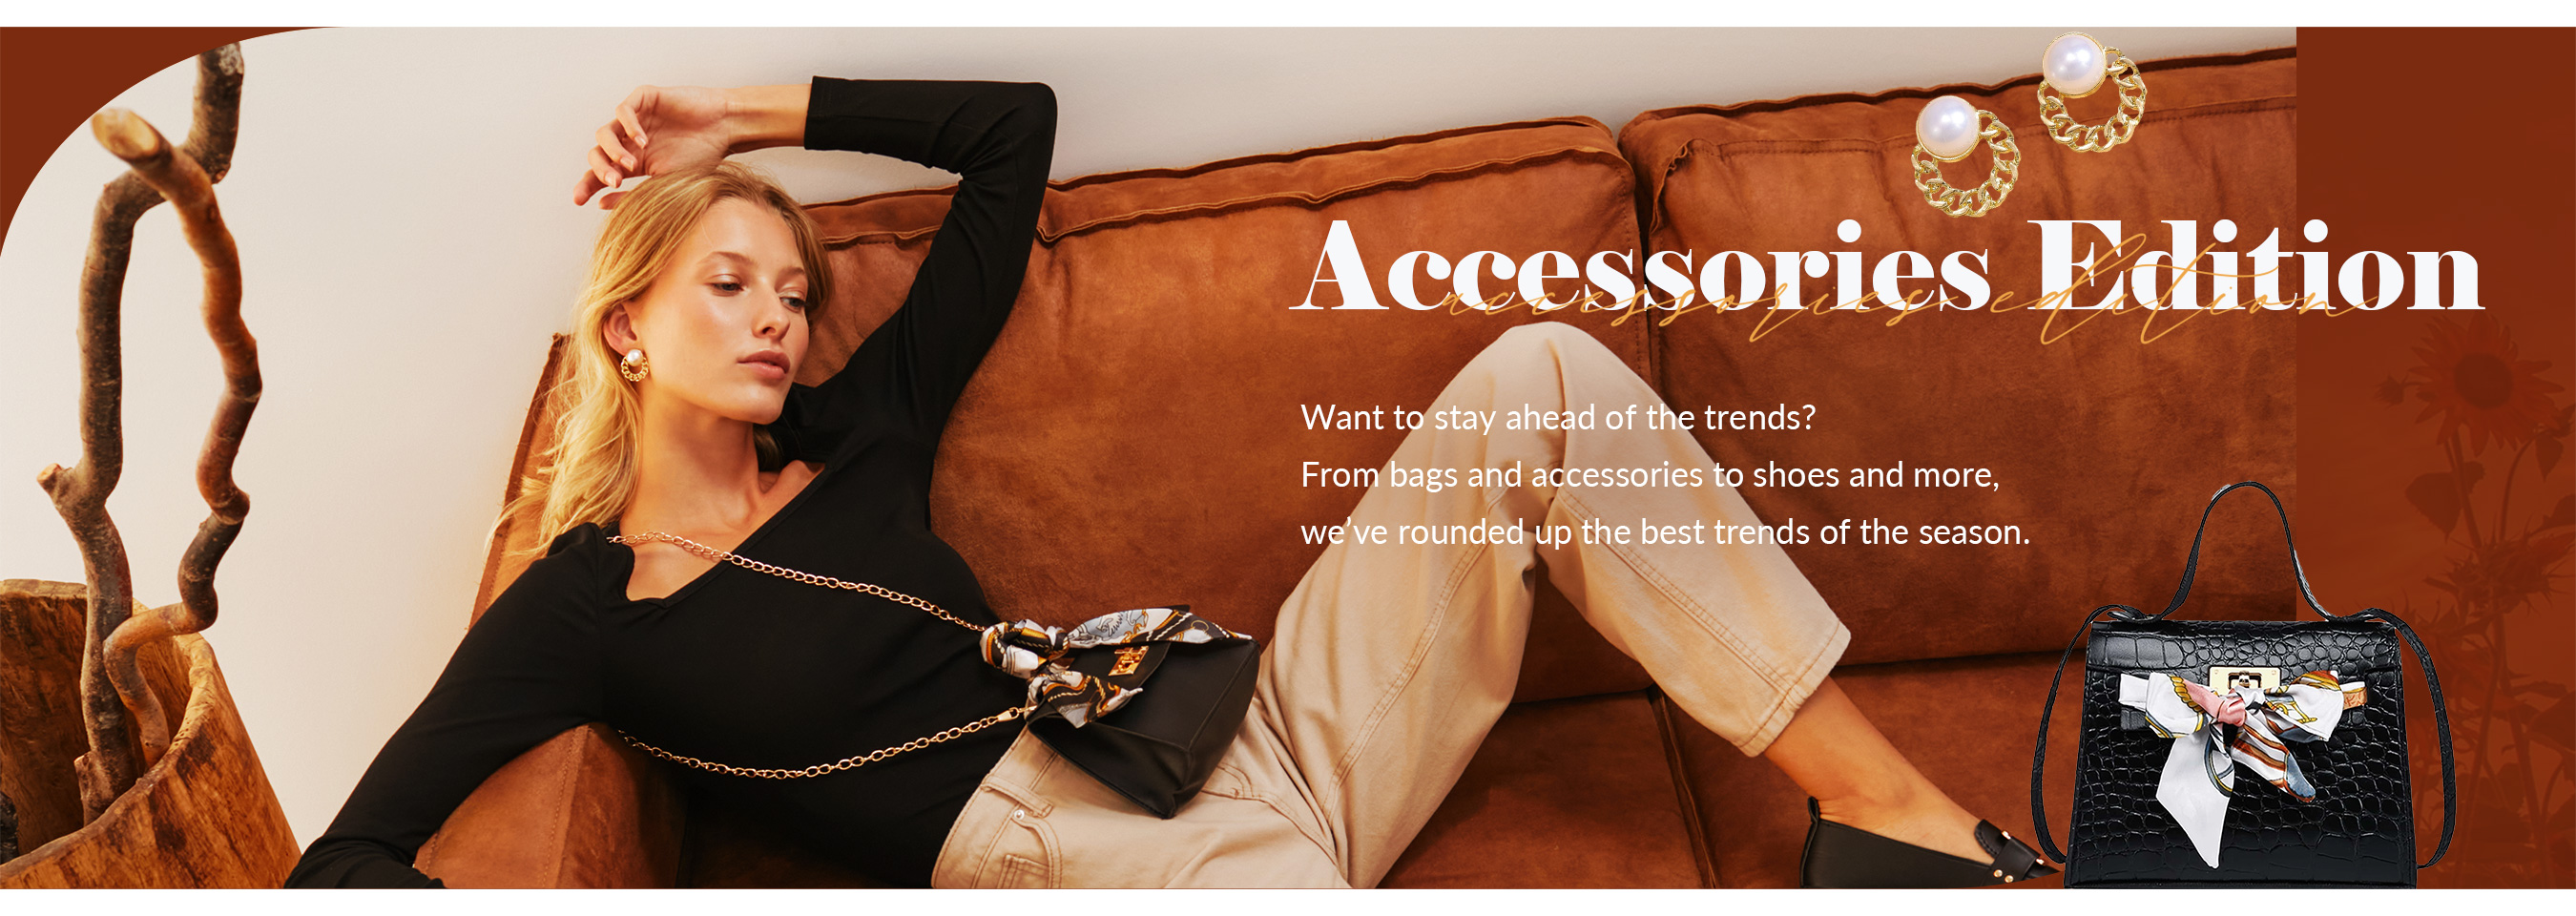 Accessories Edition
accessories edition
Want to stay ahead of the trends?
From bags and accessories to shoes and more,
we’ve rounded up the best trends of the season.